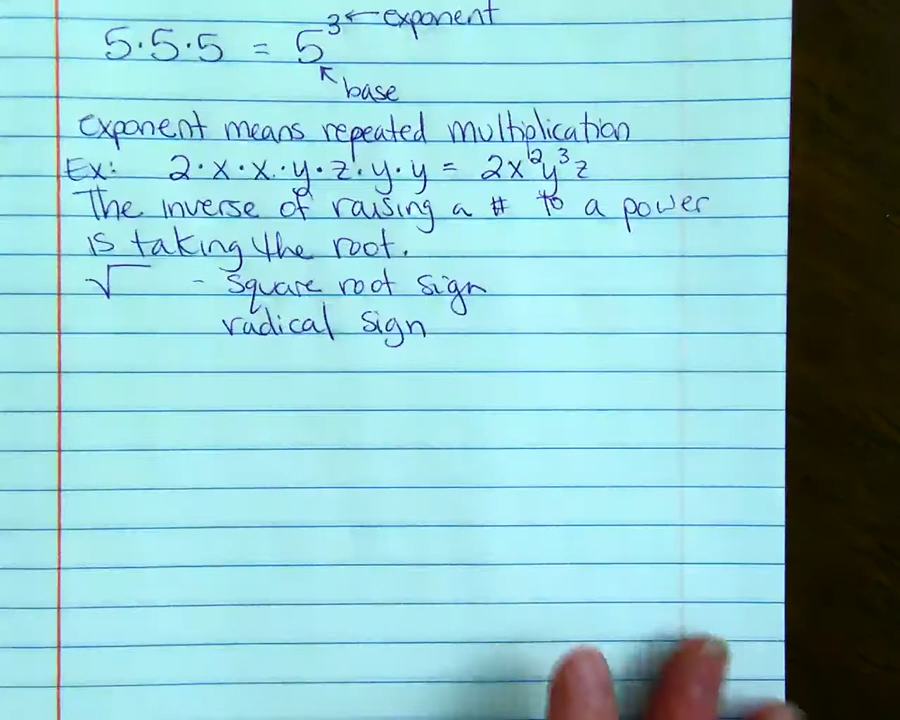 5·5·5 = 5³ ← exponent
↖ base
exponent means repeated multiplication
Ex: 2·x·x·y·z·y·y = 2x²y³z
The inverse of raising a # to a power
is taking the root.
√ - square root sign
radical sign